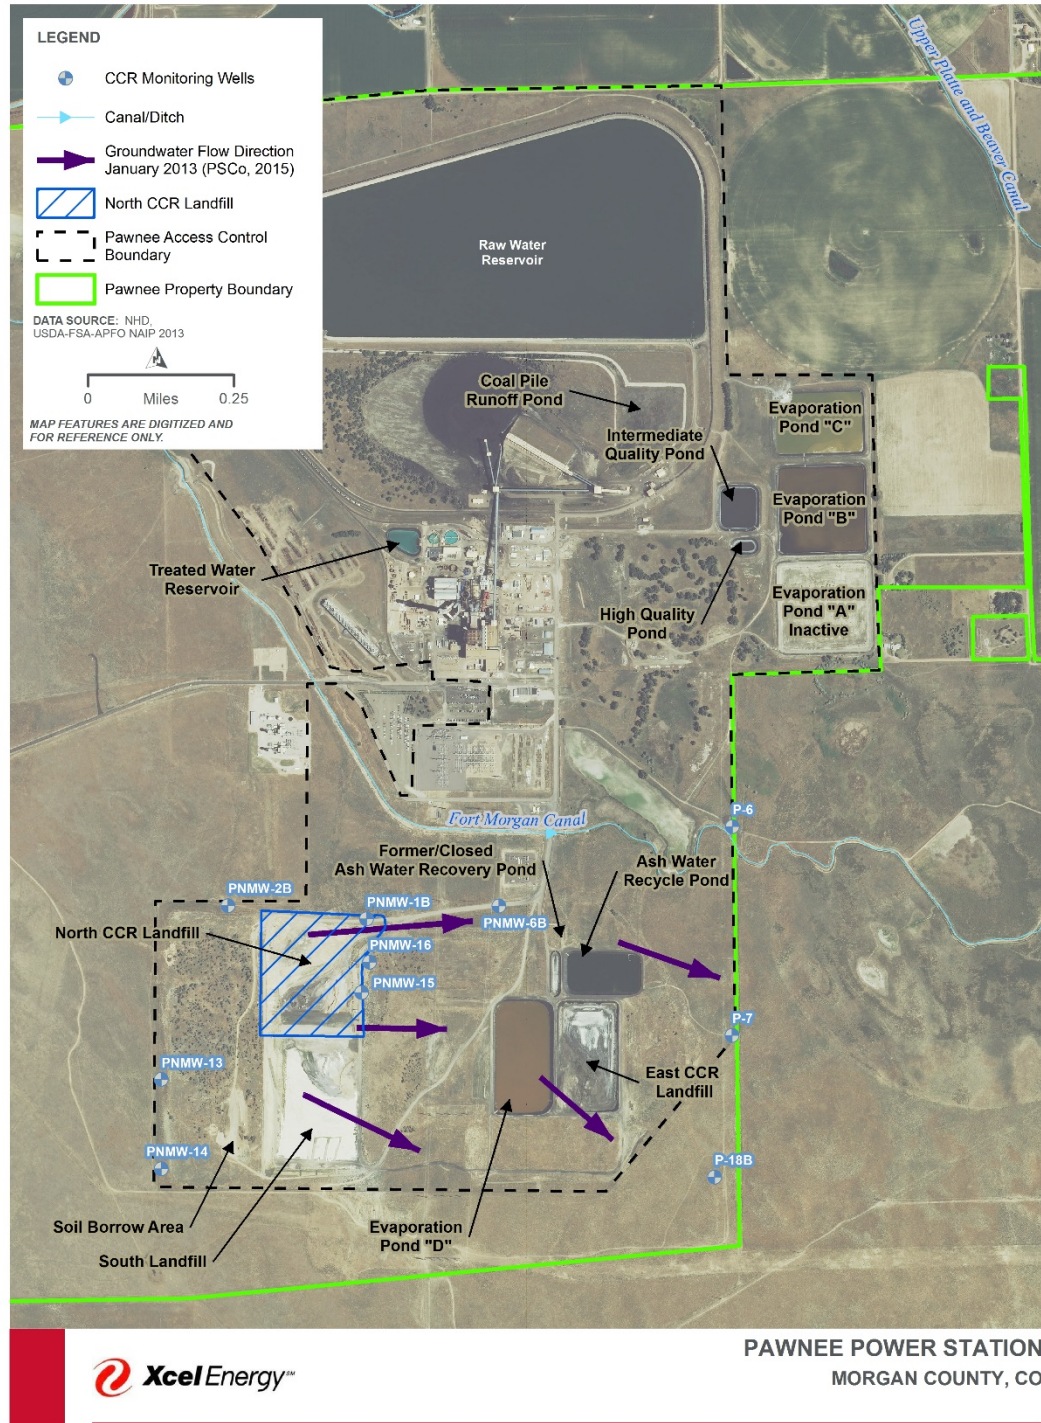 LEGEND
CCR Monitoring Wells
Canal/Ditch
Groundwater Flow Direction
January 2013 (PSCo, 2015)
North CCR Landfill
Pawnee Access Control
Boundary
Pawnee Property Boundary
DATA SOURCE: NHD,
USDA-FSA-APFO NAIP 2013
N
0 Miles 0.25
MAP FEATURES ARE DIGITIZED AND
FOR REFERENCE ONLY.
Upper Platte and Beaver Canal
Raw Water
Reservoir
Coal Pile
Runoff Pond
Intermediate
Quality Pond
Evaporation
Pond "C"
Evaporation
Pond "B"
Treated Water
Reservoir
High Quality
Pond
Evaporation
Pond "A"
Inactive
Fort Morgan Canal
P-6
Former/Closed
Ash Water Recovery Pond
Ash Water
Recycle Pond
PNMW-2B
PNMW-1B
PNMW-6B
North CCR Landfill
PNMW-16
PNMW-15
P-7
PNMW-13
East CCR
Landfill
PNMW-14
P-18B
Soil Borrow Area
South Landfill
Evaporation
Pond "D"
Xcel Energy℠
PAWNEE POWER STATION
MORGAN COUNTY, CO